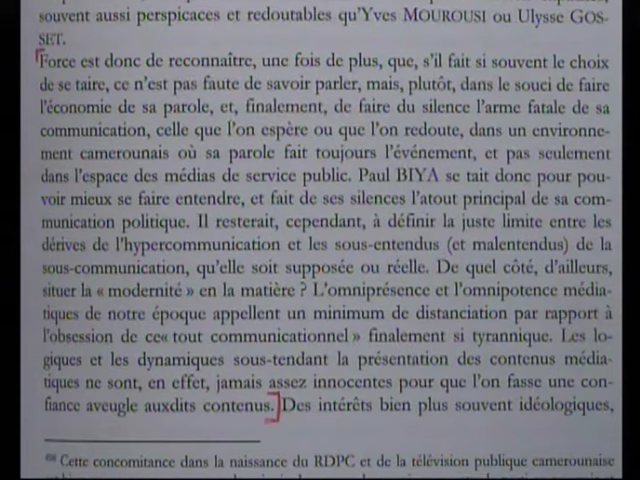 souvent aussi perspicaces et redoutables qu'Yves MOUROUSI ou Ulysse GOS-
SET.
Force est donc de reconnaître, une fois de plus, que, s'il fait si souvent le choix
de se taire, ce n'est pas faute de savoir parler, mais, plutôt, dans le souci de faire
l'économie de sa parole, et, finalement, de faire du silence l'arme fatale de sa
communication, celle que l'on espère ou que l'on redoute, dans un environne-
ment camerounais où sa parole fait toujours l'événement, et pas seulement
dans l'espace des médias de service public. Paul BIYA se tait donc pour pou-
voir mieux se faire entendre, et fait de ses silences l'atout principal de sa com-
munication politique. Il resterait, cependant, à définir la juste limite entre les
dérives de l'hypercommunication et les sous-entendus (et malentendus) de la
sous-communication, qu'elle soit supposée ou réelle. De quel côté, d'ailleurs,
situer la « modernité » en la matière ? L'omniprésence et l'omnipotence média-
tiques de notre époque appellent un minimum de distanciation par rapport à
l'obsession de ce« tout communicationnel » finalement si tyrannique. Les lo-
giques et les dynamiques sous-tendant la présentation des contenus média-
tiques ne sont, en effet, jamais assez innocentes pour que l'on fasse une con-
fiance aveugle auxdits contenus. Des intérêts bien plus souvent idéologiques,
Cette concomitance dans la naissance du RDPC et de la télévision publique camerounaise